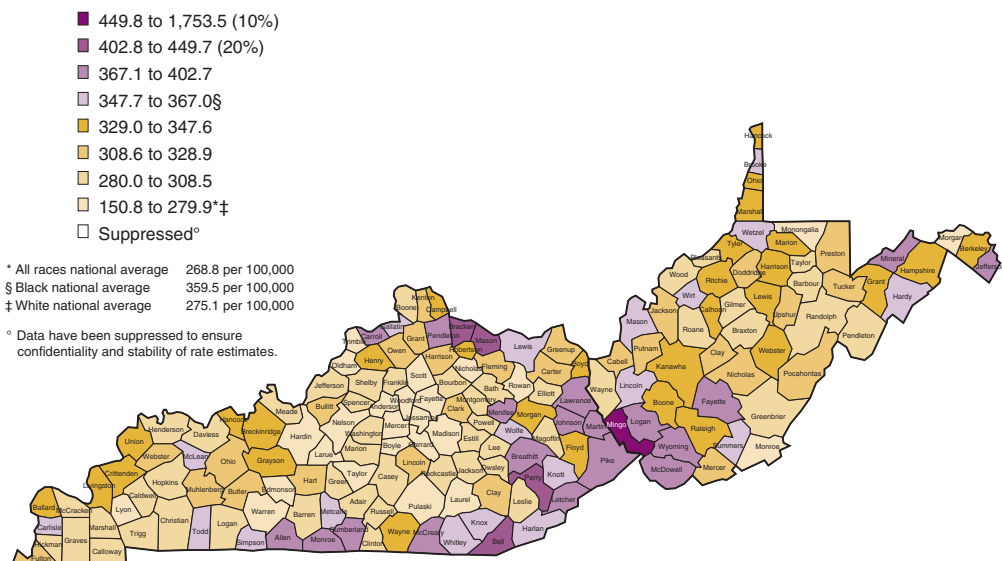 449.8 to 1,753.5 (10%)
402.8 to 449.7 (20%)
367.1 to 402.7
347.7 to 367.0§
329.0 to 347.6
308.6 to 328.9
280.0 to 308.5
150.8 to 279.9*‡
Suppressed°
* All races national average 268.8 per 100,000
§ Black national average 359.5 per 100,000
‡ White national average 275.1 per 100,000
° Data have been suppressed to ensure
confidentiality and stability of rate estimates.
Hancock
Brooke
Ohio
Marshall
Wetzel
Monongalia
Marion
Preston
Tyler
Pleasants
Doddridge
Harrison
Taylor
Wood
Ritchie
Barbour
Tucker
Mineral
Hampshire
Morgan
Berkeley
Jefferson
Grant
Hardy
Wirt
Lewis
Gilmer
Calhoun
Upshur
Randolph
Pendleton
Mason
Jackson
Roane
Braxton
Webster
Putnam
Cabell
Kanawha
Clay
Nicholas
Pocahontas
Wayne
Lincoln
Boone
Fayette
Greenbrier
Mingo
Logan
Raleigh
Summers
Monroe
Wyoming
McDowell
Mercer
Boone
Kenton
Campbell
Gallatin
Carroll
Trimble
Grant
Pendleton
Bracken
Mason
Robertson
Lewis
Greenup
Owen
Harrison
Henry
Oldham
Nicholas
Fleming
Carter
Boyd
Rowan
Elliott
Lawrence
Jefferson
Shelby
Franklin
Scott
Bourbon
Bath
Bullitt
Spencer
Anderson
Woodford
Fayette
Clark
Montgomery
Menifee
Morgan
Johnson
Martin
Meade
Hancock
Breckinridge
Hardin
Nelson
Washington
Mercer
Jessamine
Madison
Estill
Powell
Wolfe
Magoffin
Floyd
Pike
Henderson
Daviess
Union
Webster
McLean
Ohio
Grayson
Larue
Marion
Boyle
Garrard
Lee
Breathitt
Knott
Crittenden
Livingston
Hopkins
Muhlenberg
Butler
Edmonson
Hart
Green
Taylor
Casey
Lincoln
Rockcastle
Jackson
Owsley
Perry
Letcher
Caldwell
Lyon
Warren
Barren
Metcalfe
Adair
Russell
Pulaski
Laurel
Clay
Leslie
Ballard
McCracken
Carlisle
Marshall
Trigg
Christian
Todd
Logan
Simpson
Allen
Monroe
Cumberland
Clinton
Wayne
McCreary
Whitley
Knox
Bell
Harlan
Hickman
Graves
Calloway
Fulton